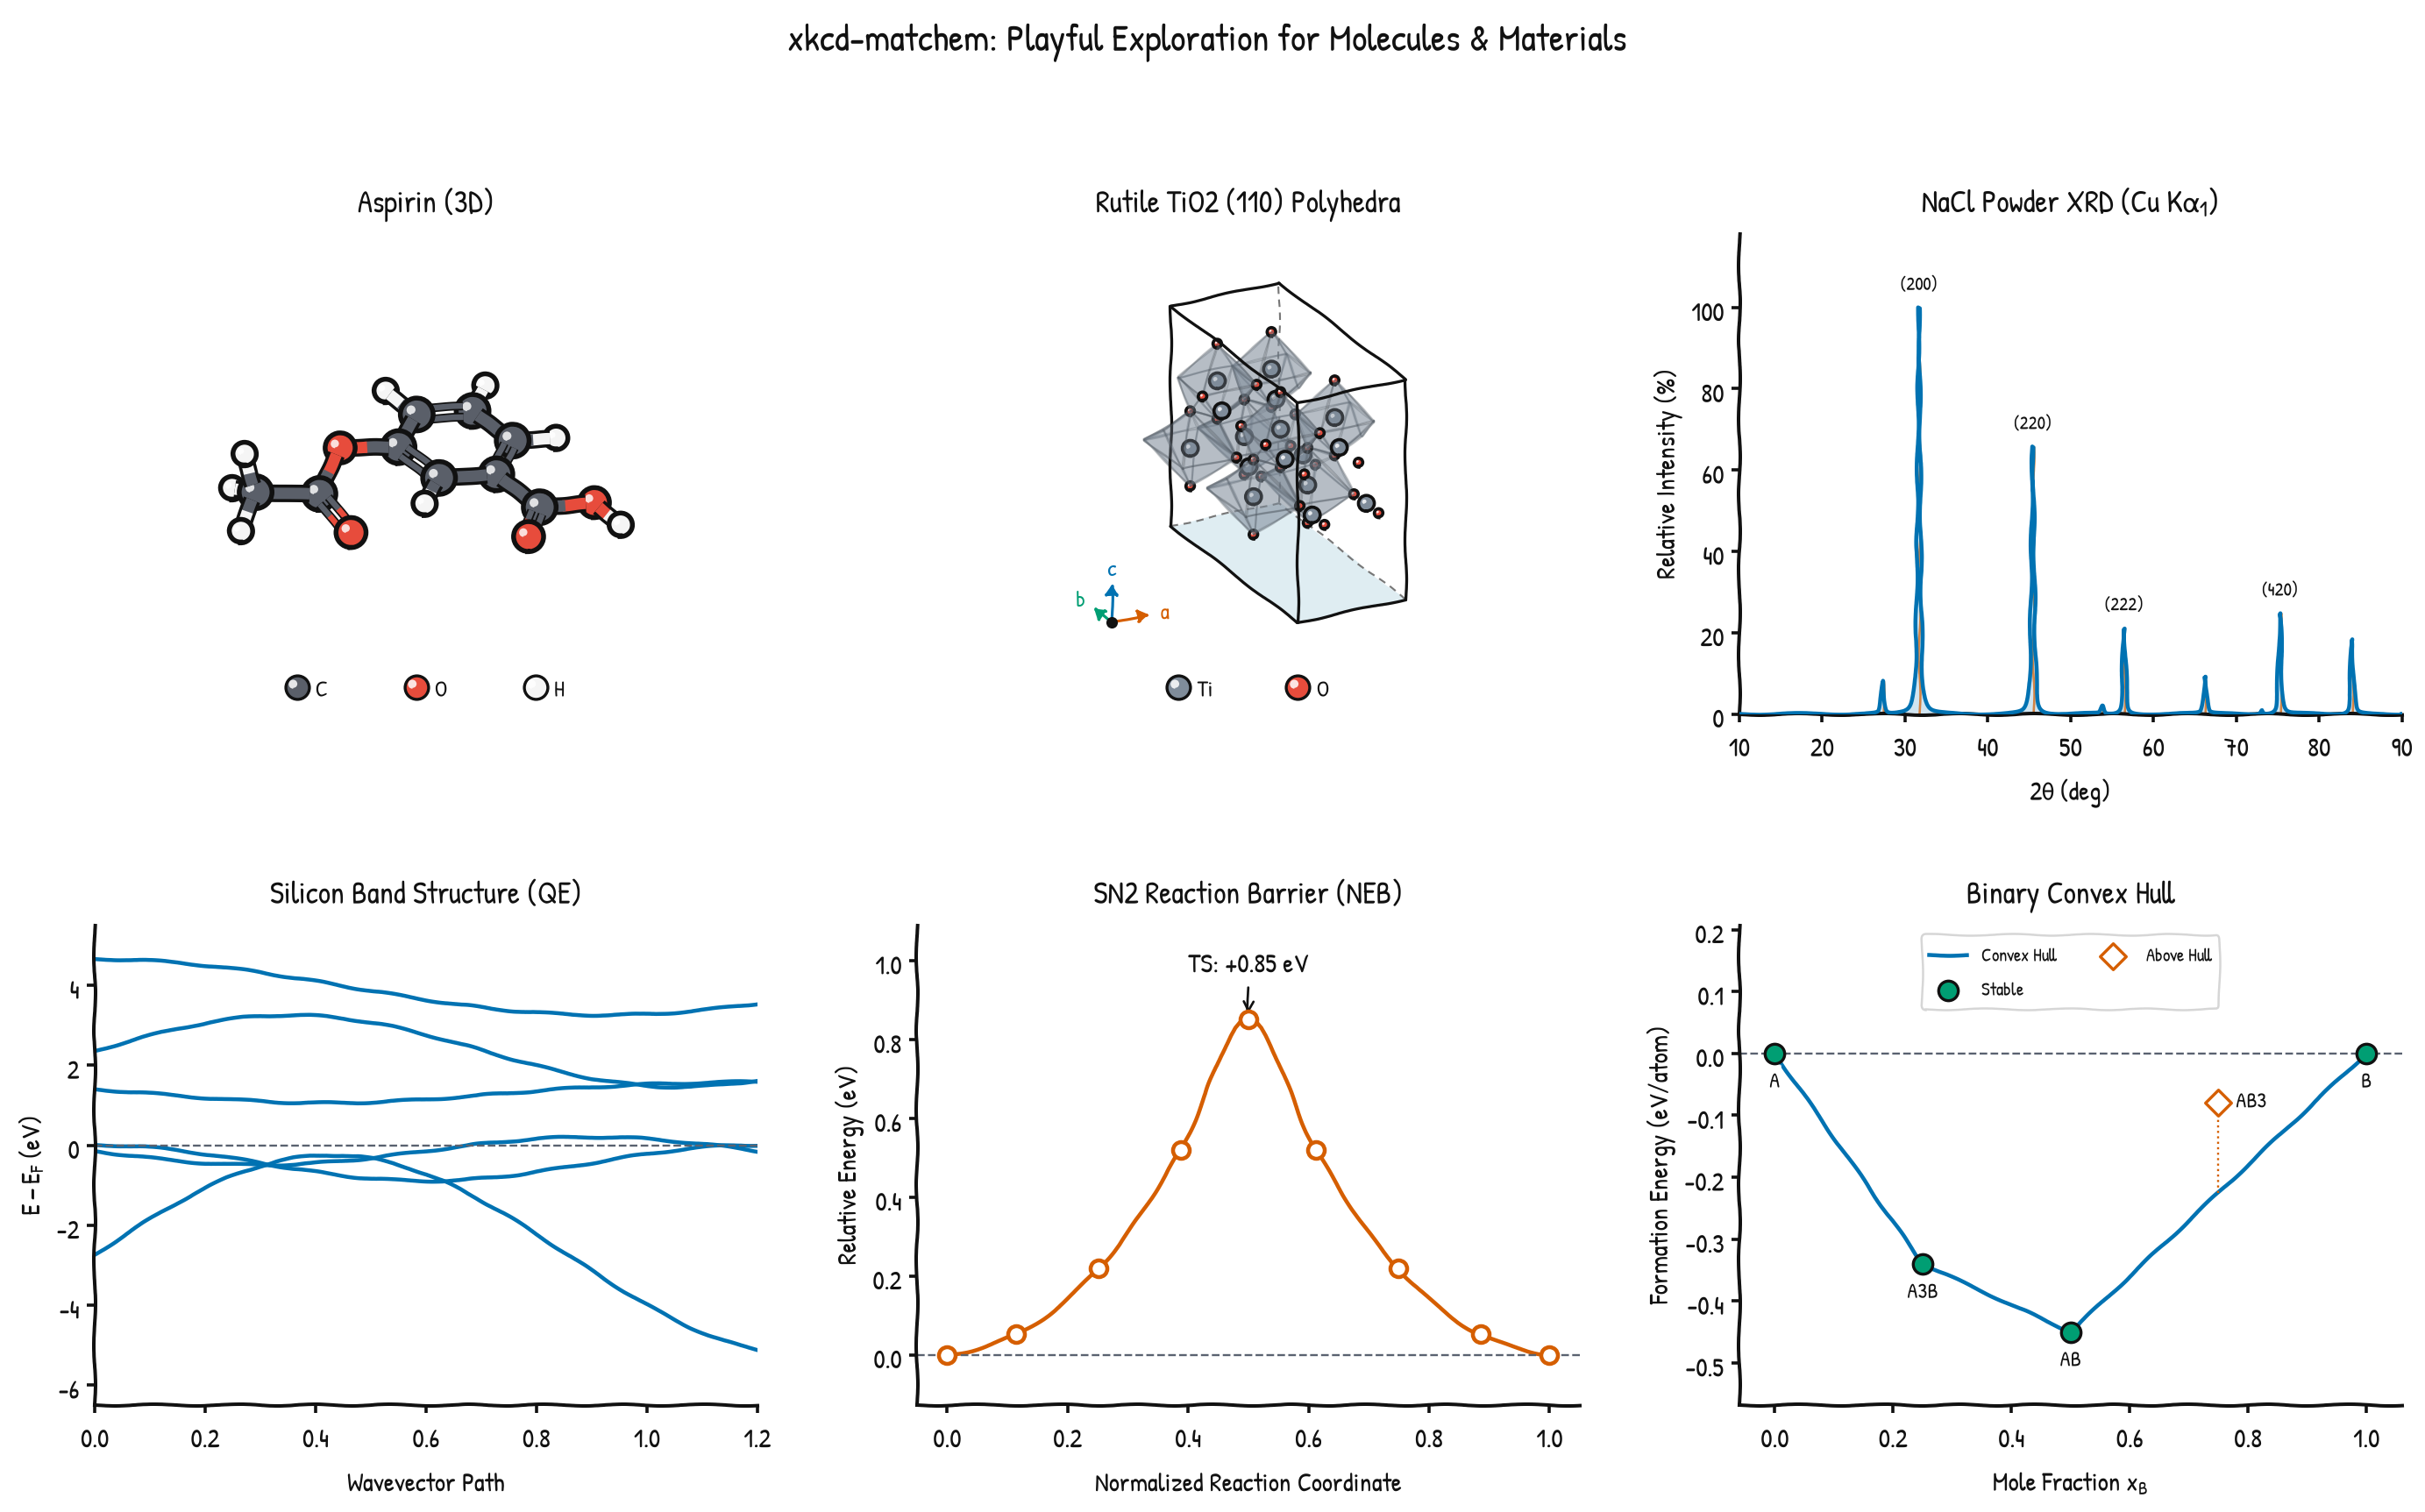 xkcd-matchem: Playful Exploration for Molecules & Materials
Aspirin (3D)
C
O
H
Rutile TiO2 (110) Polyhedra
c
b
a
Ti
O
NaCl Powder XRD (Cu Kα₁)
Relative Intensity (%)
100
80
60
40
20
0
(200)
(220)
(222)
(420)
10 20 30 40 50 60 70 80 90
2θ (deg)
Silicon Band Structure (QE)
E - E_F (eV)
4
2
0
-2
-4
-6
0.0 0.2 0.4 0.6 0.8 1.0 1.2
Wavevector Path
SN2 Reaction Barrier (NEB)
Relative Energy (eV)
1.0
0.8
0.6
0.4
0.2
0.0
TS: +0.85 eV
0.0 0.2 0.4 0.6 0.8 1.0
Normalized Reaction Coordinate
Binary Convex Hull
Formation Energy (eV/atom)
0.2
0.1
0.0
-0.1
-0.2
-0.3
-0.4
-0.5
Convex Hull
Above Hull
Stable
A
B
AB3
A3B
AB
0.0 0.2 0.4 0.6 0.8 1.0
Mole Fraction x_B